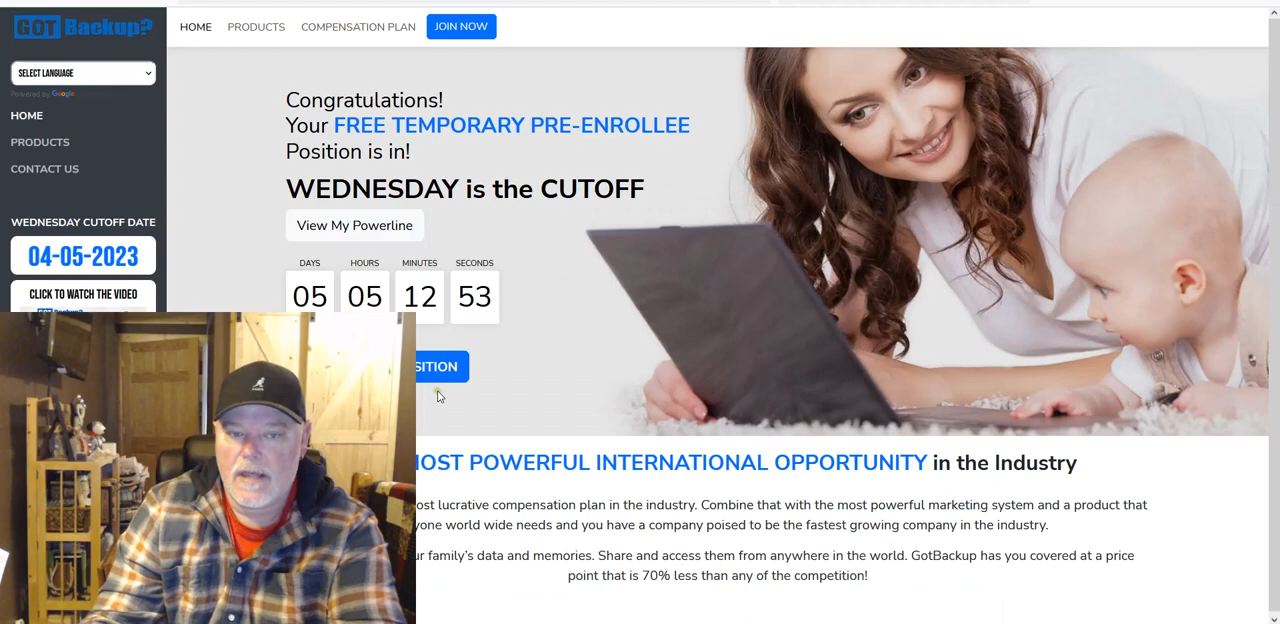 GOT Backup?
HOME PRODUCTS COMPENSATION PLAN JOIN NOW
SELECT LANGUAGE
Powered by Google
HOME
PRODUCTS
CONTACT US
WEDNESDAY CUTOFF DATE
04-05-2023
CLICK TO WATCH THE VIDEO
Congratulations!
Your FREE TEMPORARY PRE-ENROLLEE
Position is in!
WEDNESDAY is the CUTOFF
View My Powerline
DAYS HOURS MINUTES SECONDS
05 05 12 53
SITION
OST POWERFUL INTERNATIONAL OPPORTUNITY in the Industry
ost lucrative compensation plan in the industry. Combine that with the most powerful marketing system and a product that
yone world wide needs and you have a company poised to be the fastest growing company in the industry.
ur family's data and memories. Share and access them from anywhere in the world. GotBackup has you covered at a price
point that is 70% less than any of the competition!